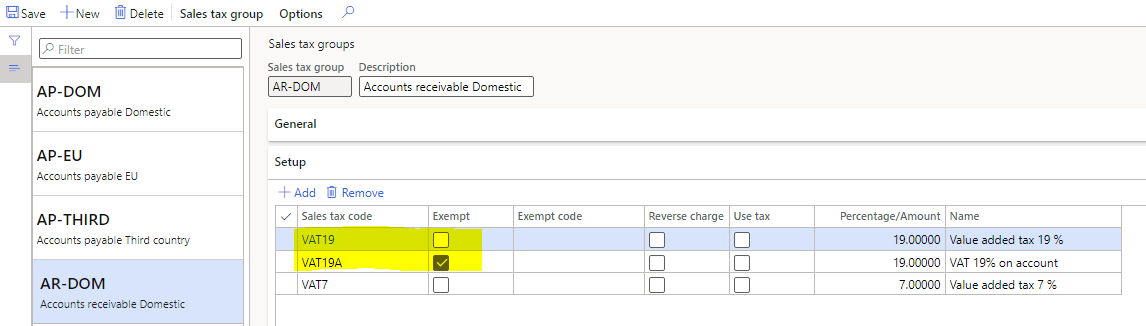 Save New Delete Sales tax group Options
Filter
AP-DOM
Accounts payable Domestic
AP-EU
Accounts payable EU
AP-THIRD
Accounts payable Third country
AR-DOM
Accounts receivable Domestic
Sales tax groups
Sales tax group Description
AR-DOM Accounts receivable Domestic
General
Setup
Add Remove
Sales tax code Exempt Exempt code Reverse charge Use tax Percentage/Amount Name
VAT19 19.00000 Value added tax 19 %
VAT19A 19.00000 VAT 19% on account
VAT7 7.00000 Value added tax 7 %